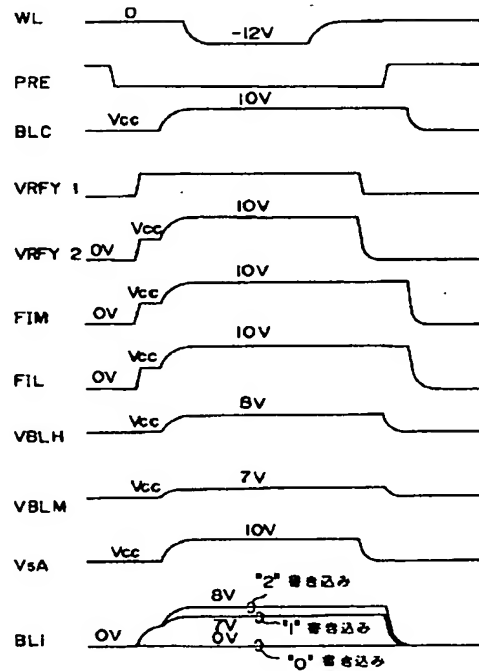 WL 0 -12V
PRE
BLC Vcc 10V
VRFY 1
VRFY 2 0V Vcc 10V
FIM 0V Vcc 10V
FIL 0V Vcc 10V
VBLH Vcc 8V
VBLM Vcc 7V
VsA Vcc 10V
8V "2" 書き込み
7V "1" 書き込み
BLi 0V 0V
"0" 書き込み